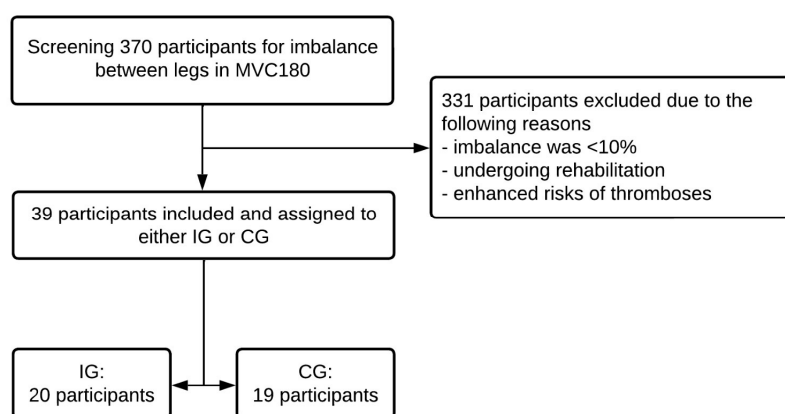 Screening 370 participants for imbalance
between legs in MVC180
331 participants excluded due to the
following reasons
- imbalance was <10%
- undergoing rehabilitation
- enhanced risks of thromboses
39 participants included and assigned to
either IG or CG
IG:
20 participants
CG:
19 participants